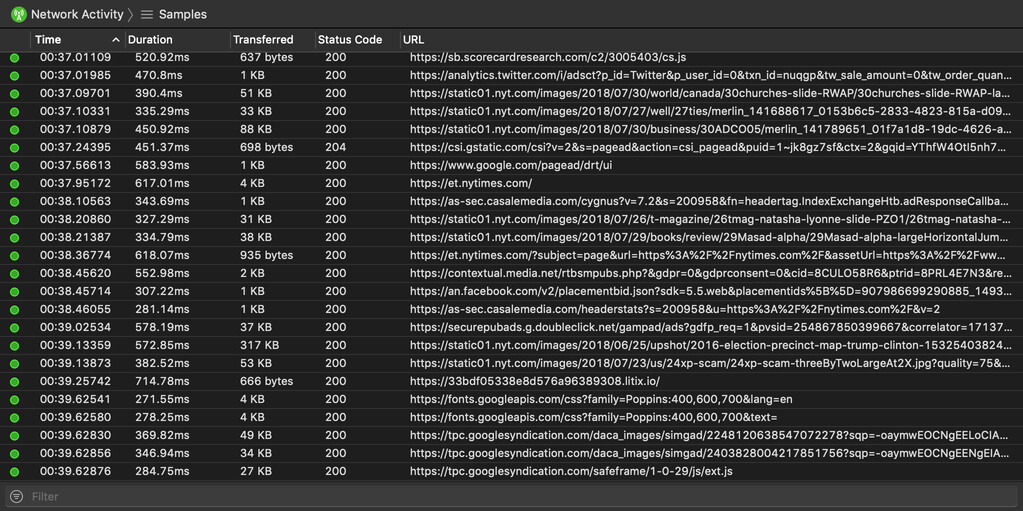 Network Activity 〉 Samples
Time Duration Transferred Status Code URL
00:37.01109 520.92ms 637 bytes 200 https://sb.scorecardresearch.com/c2/3005403/cs.js
00:37.01985 470.8ms 1 KB 200 https://analytics.twitter.com/i/adsct?p_id=Twitter&p_user_id=0&txn_id=nuqgp&tw_sale_amount=0&tw_order_quan...
00:37.09701 390.4ms 51 KB 200 https://static01.nyt.com/images/2018/07/30/world/canada/30churches-slide-RWAP/30churches-slide-RWAP-la...
00:37.10331 335.29ms 33 KB 200 https://static01.nyt.com/images/2018/07/27/well/27ties/merlin_141688617_0153b6c5-2833-4823-815a-d09...
00:37.10879 450.92ms 88 KB 200 https://static01.nyt.com/images/2018/07/30/business/30ADCO05/merlin_141789651_01f7a1d8-19dc-4626-a...
00:37.24395 451.37ms 698 bytes 204 https://csi.gstatic.com/csi?v=2&s=pagead&action=csi_pagead&puid=1~jk8gz7sf&ctx=2&gqid=YThfW4OtI5nh7...
00:37.56613 583.93ms 1 KB 200 https://www.google.com/pagead/drt/ui
00:37.95172 617.01ms 4 KB 200 https://et.nytimes.com/
00:38.10563 343.69ms 1 KB 200 https://as-sec.casalemedia.com/cygnus?v=7.2&s=200958&fn=headertag.IndexExchangeHtb.adResponseCallba...
00:38.20860 327.29ms 31 KB 200 https://static01.nyt.com/images/2018/07/26/t-magazine/26tmag-natasha-lyonne-slide-PZO1/26tmag-natasha-...
00:38.21387 334.79ms 38 KB 200 https://static01.nyt.com/images/2018/07/29/books/review/29Masad-alpha/29Masad-alpha-largeHorizontalJum...
00:38.36774 618.07ms 935 bytes 200 https://et.nytimes.com/?subject=page&url=https%3A%2F%2Fnytimes.com%2F&assetUrl=https%3A%2F%2Fww...
00:38.45620 552.98ms 2 KB 200 https://contextual.media.net/rtbsmpubs.php?&gdpr=0&gdprconsent=0&cid=8CULO58R6&ptrid=8PRL4E7N3&re...
00:38.45714 307.22ms 1 KB 200 https://an.facebook.com/v2/placementbid.json?sdk=5.5.web&placementids%5B%5D=907986699290885_1493...
00:38.46055 281.14ms 1 KB 200 https://as-sec.casalemedia.com/headerstats?s=200958&u=https%3A%2F%2Fnytimes.com%2F&v=2
00:39.02534 578.19ms 37 KB 200 https://securepubads.g.doubleclick.net/gampad/ads?gdfp_req=1&pvsid=254867850399667&correlator=17137...
00:39.13359 572.85ms 317 KB 200 https://static01.nyt.com/images/2018/06/25/upshot/2016-election-precinct-map-trump-clinton-15325403824...
00:39.13873 382.52ms 53 KB 200 https://static01.nyt.com/images/2018/07/23/us/24xp-scam/24xp-scam-threeByTwoLargeAt2X.jpg?quality=75&...
00:39.25742 714.78ms 666 bytes 200 https://33bdf05338e8d576a96389308.litix.io/
00:39.62541 271.55ms 4 KB 200 https://fonts.googleapis.com/css?family=Poppins:400,600,700&lang=en
00:39.62580 278.25ms 4 KB 200 https://fonts.googleapis.com/css?family=Poppins:400,600,700&text=
00:39.62830 369.82ms 49 KB 200 https://tpc.googlesyndication.com/daca_images/simgad/2248120638547072278?sqp=-oaymwEOCNgEELoCIA...
00:39.62856 346.94ms 34 KB 200 https://tpc.googlesyndication.com/daca_images/simgad/2403828004217851756?sqp=-oaymwEOCNgEENgEIA...
00:39.62876 284.75ms 27 KB 200 https://tpc.googlesyndication.com/safeframe/1-0-29/js/ext.js
Filter